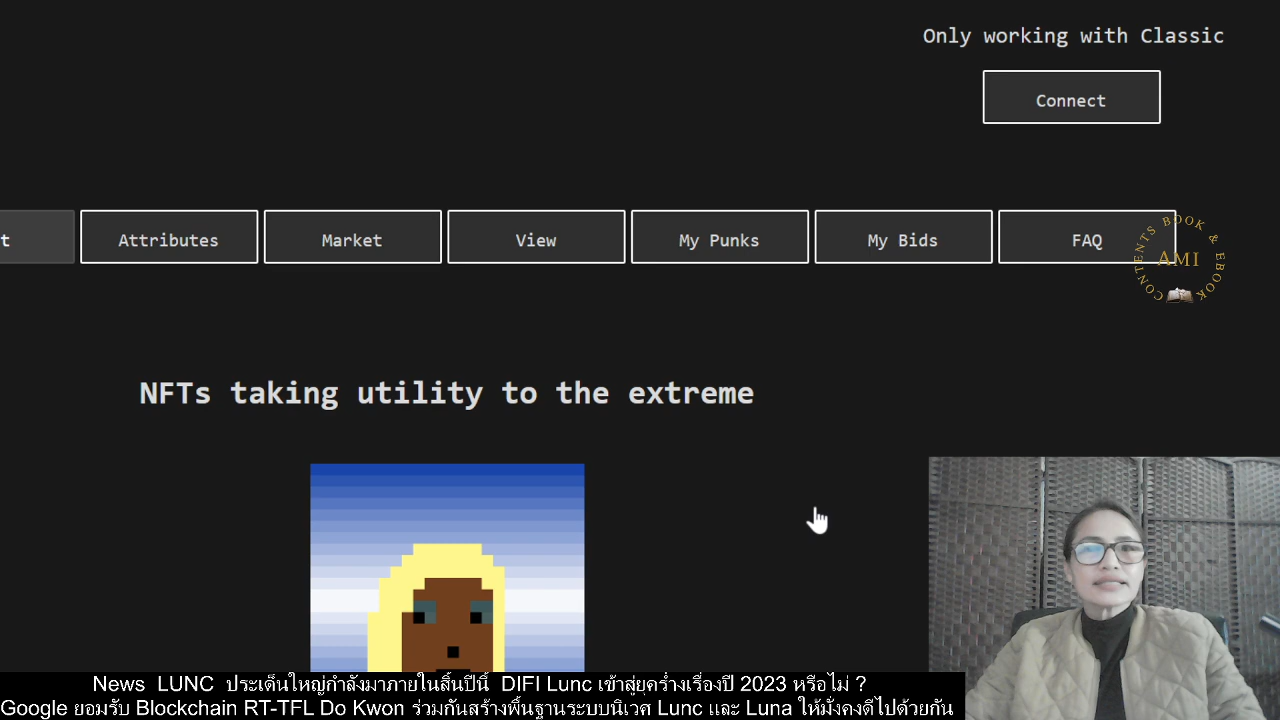 Only working with Classic
Connect
t
Attributes
Market
View
My Punks
My Bids
FAQ
CONTENTS BOOK & EBOOK
AMI
NFTs taking utility to the extreme
News LUNC ประเด็นใหญ่กำลังมาภายในสิ้นปีนี้ DIFI Lunc เข้าสู่ยุคร่ำงเรื่องปี 2023 หรือไม่ ?
Google ยอมรับ Blockchain RT-TFL Do Kwon ร่วมกันสร้างพื้นฐานระบบนิเวศ Lunc และ Luna ให้มั่งคงดีไปด้วยกัน